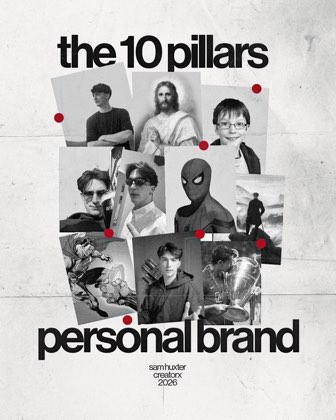 the 10 pillars
personal brand
sam huxter
creatorx
2026